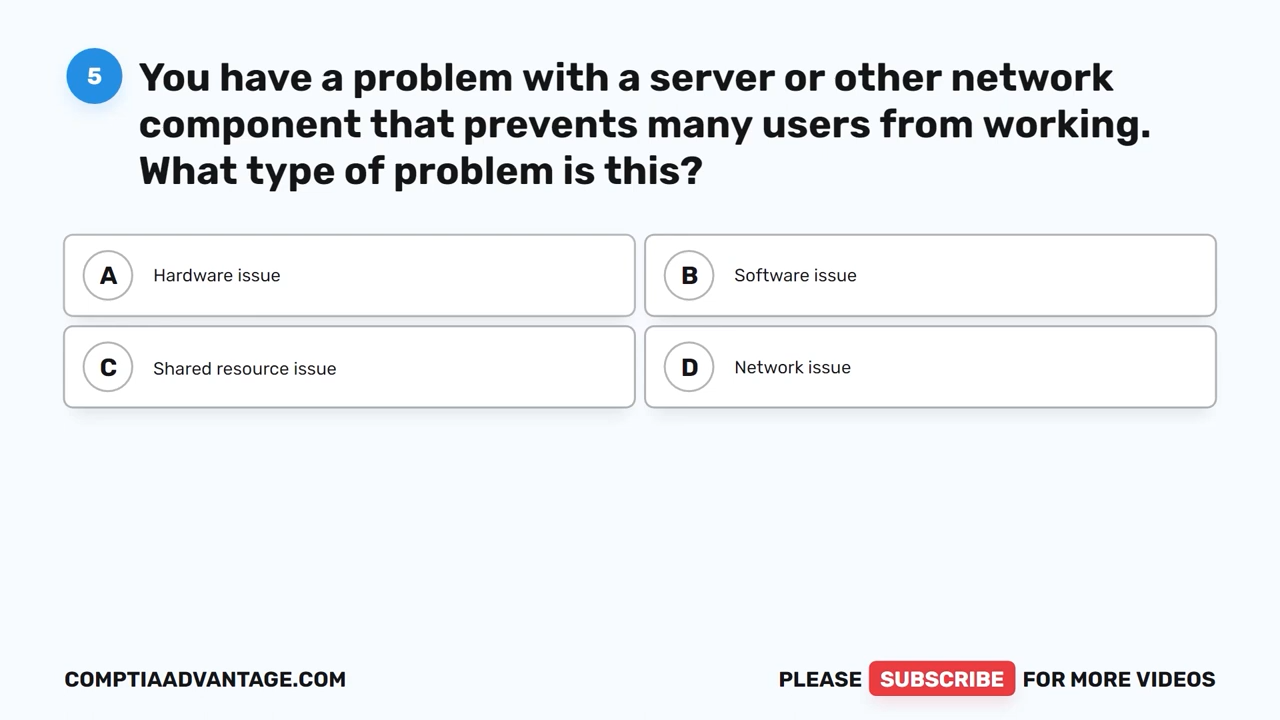 5
You have a problem with a server or other network
component that prevents many users from working.
What type of problem is this?
A Hardware issue
B Software issue
C Shared resource issue
D Network issue
COMPTIAADVANTAGE.COM
PLEASE SUBSCRIBE FOR MORE VIDEOS